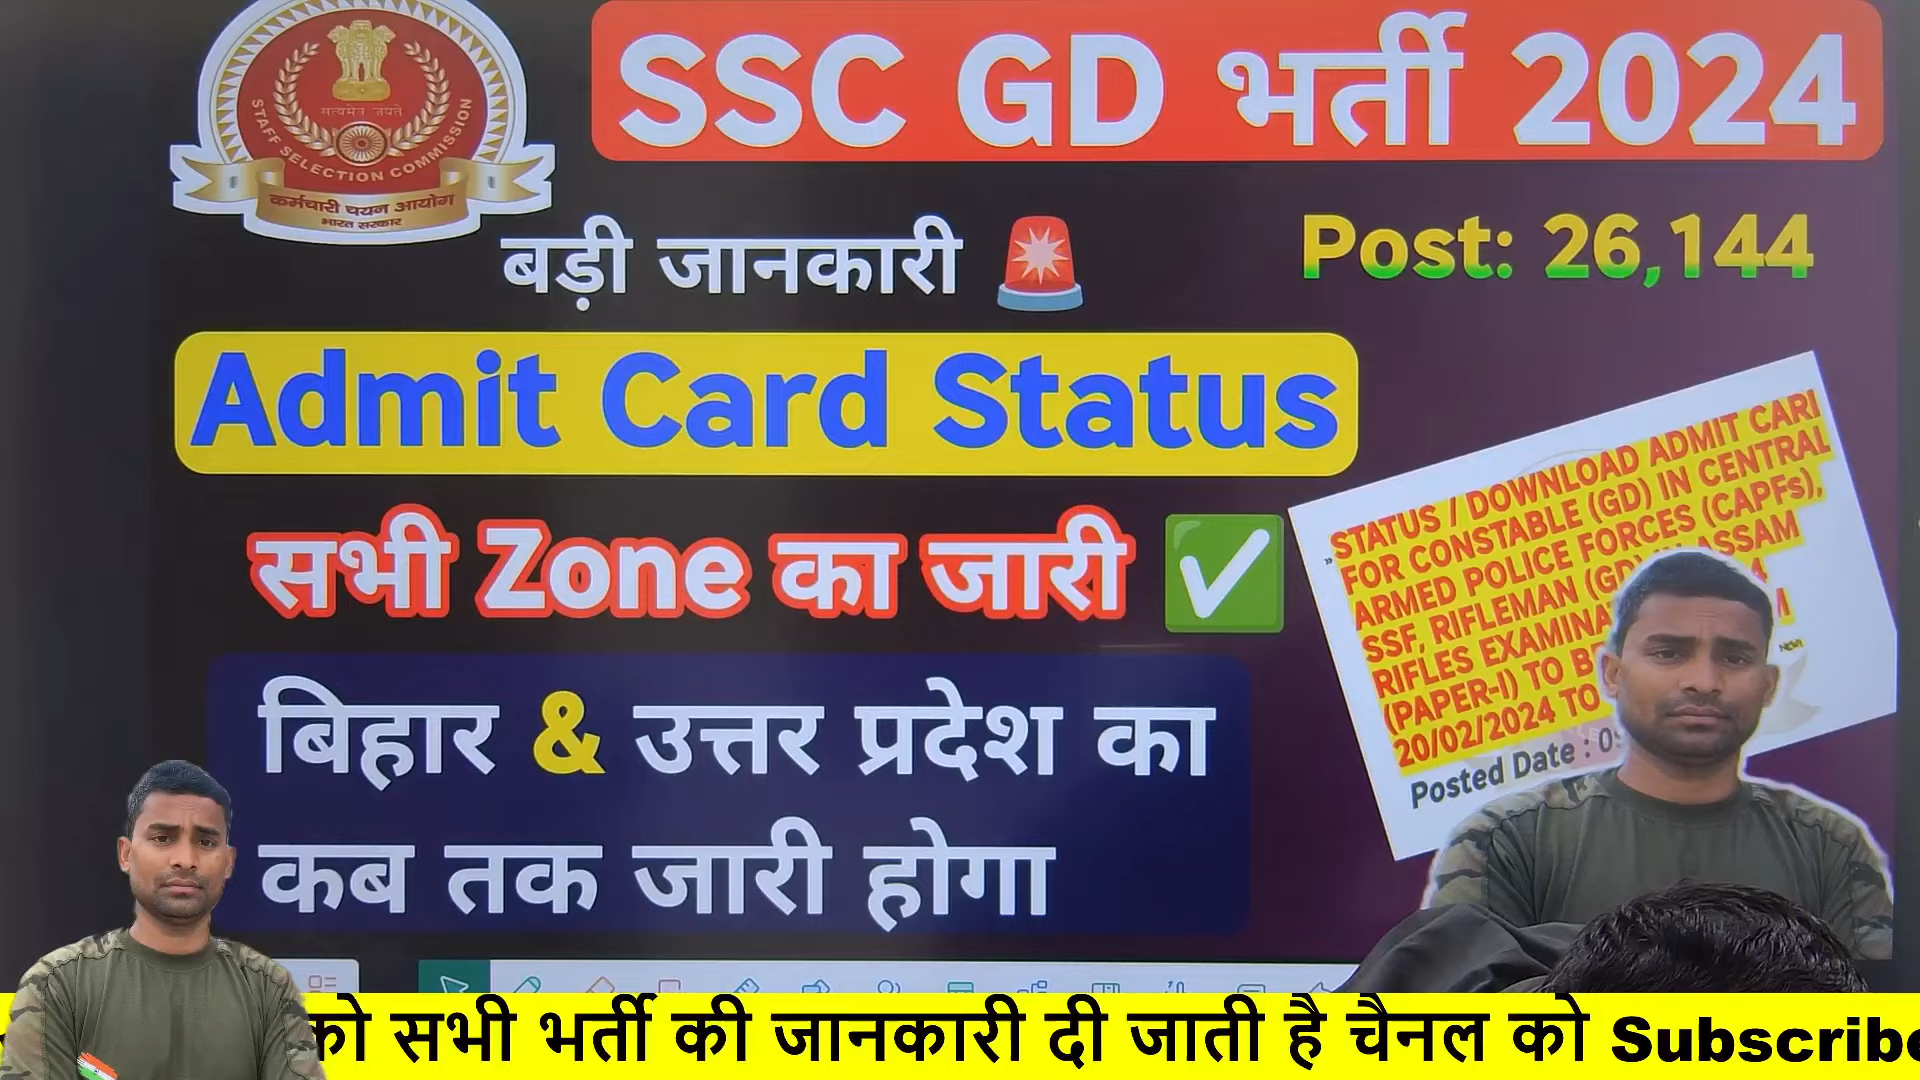 सत्यमेव जयते
STAFF SELECTION COMMISSION
कर्मचारी चयन आयोग
भारत सरकार
SSC GD भर्ती 2024
बड़ी जानकारी
Post: 26,144
Admit Card Status
सभी Zone का जारी
बिहार & उत्तर प्रदेश का
कब तक जारी होगा
STATUS / DOWNLOAD ADMIT CARI
FOR CONSTABLE (GD) IN CENTRAL
ARMED POLICE FORCES (CAPFs),
SSF, RIFLEMAN (GD) ASSAM
RIFLES EXAMINA
(PAPER-I) TO B
20/02/2024 TO
Posted Date :
को सभी भर्ती की जानकारी दी जाती है चैनल को Subscribe